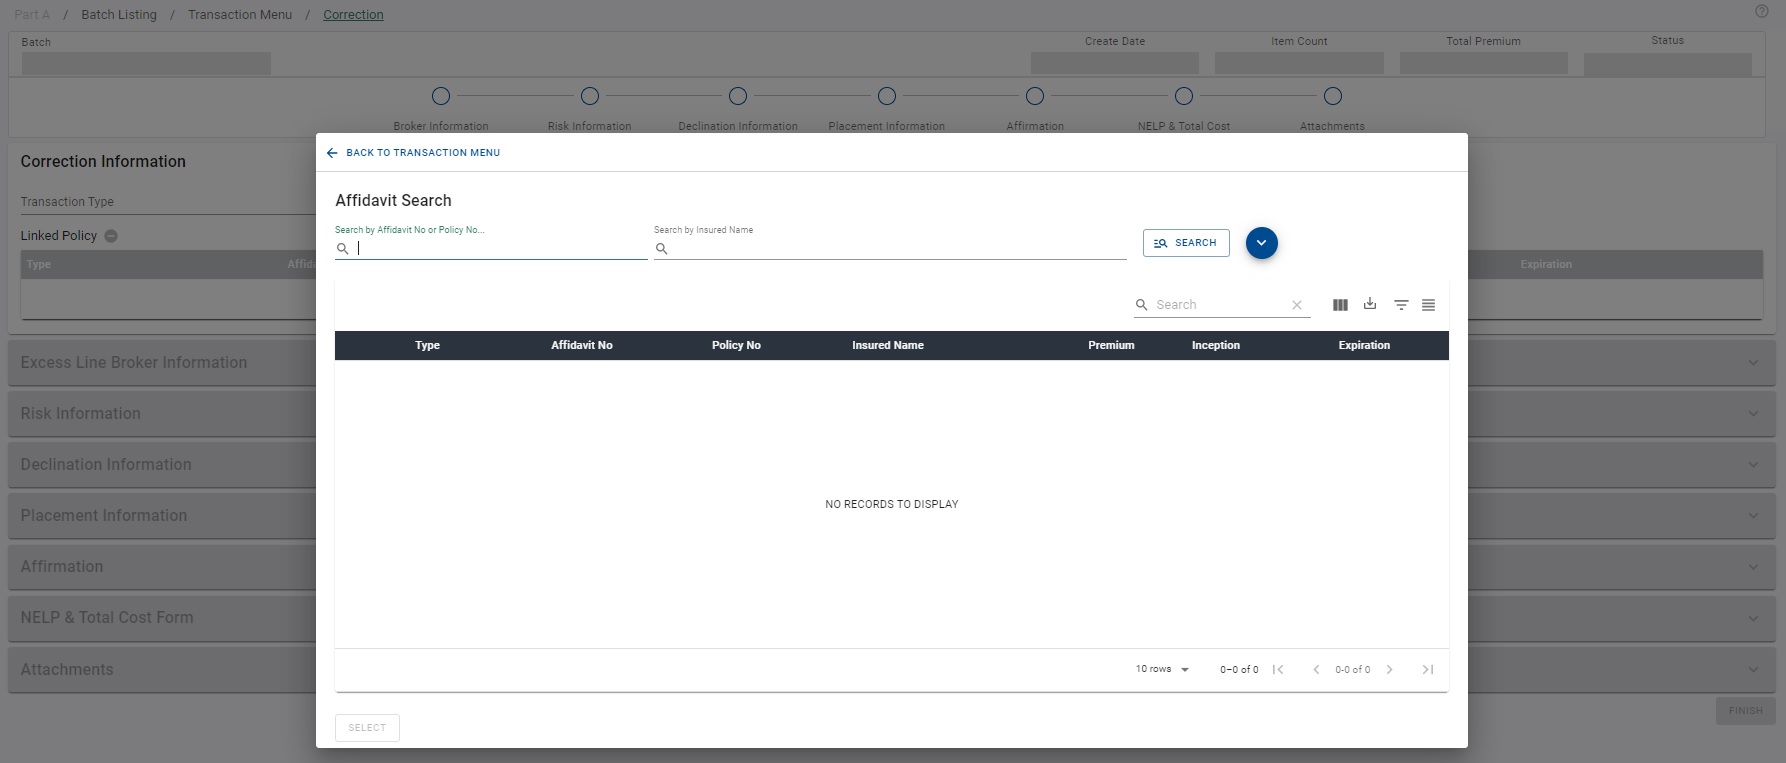 Part A / Batch Listing / Transaction Menu / Correction
Batch
Create Date
Item Count
Total Premium
Status
Broker Information
Risk Information
Declination Information
Placement Information
Affirmation
NELP & Total Cost
Attachments
Correction Information
Transaction Type
Linked Policy
Type
Affida
Expiration
BACK TO TRANSACTION MENU
Affidavit Search
Search by Affidavit No or Policy No...
Search by Insured Name
SEARCH
Search
Type Affidavit No Policy No Insured Name Premium Inception Expiration
NO RECORDS TO DISPLAY
10 rows 0–0 of 0 0-0 of 0
SELECT
Excess Line Broker Information
Risk Information
Declination Information
Placement Information
Affirmation
NELP & Total Cost Form
Attachments
FINISH